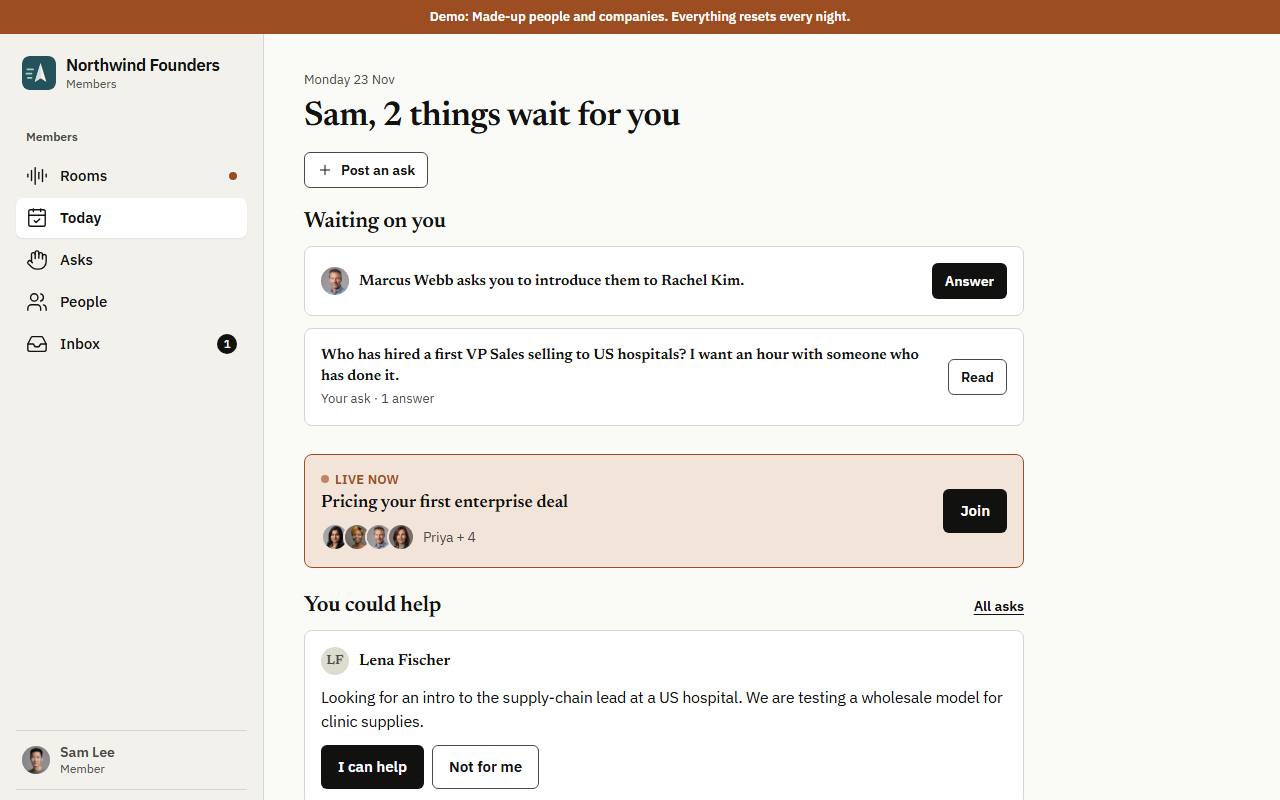 Demo: Made-up people and companies. Everything resets every night.
Northwind Founders
Members
Members
Rooms
Today
Asks
People
Inbox
1
Sam Lee
Member
Monday 23 Nov
Sam, 2 things wait for you
Post an ask
Waiting on you
Marcus Webb asks you to introduce them to Rachel Kim.
Answer
Who has hired a first VP Sales selling to US hospitals? I want an hour with someone who
has done it.
Your ask · 1 answer
Read
LIVE NOW
Pricing your first enterprise deal
Priya + 4
Join
You could help
All asks
LF
Lena Fischer
Looking for an intro to the supply-chain lead at a US hospital. We are testing a wholesale model for
clinic supplies.
I can help
Not for me